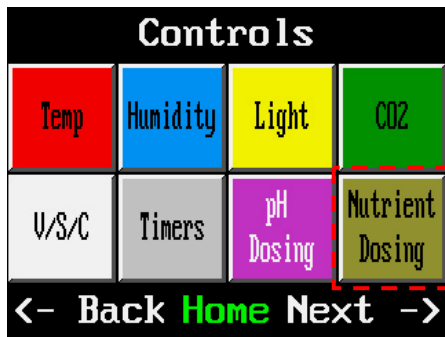 Controls
Temp Humidity Light CO2
V/S/C Timers pH Dosing Nutrient Dosing
<- Back Home Next ->